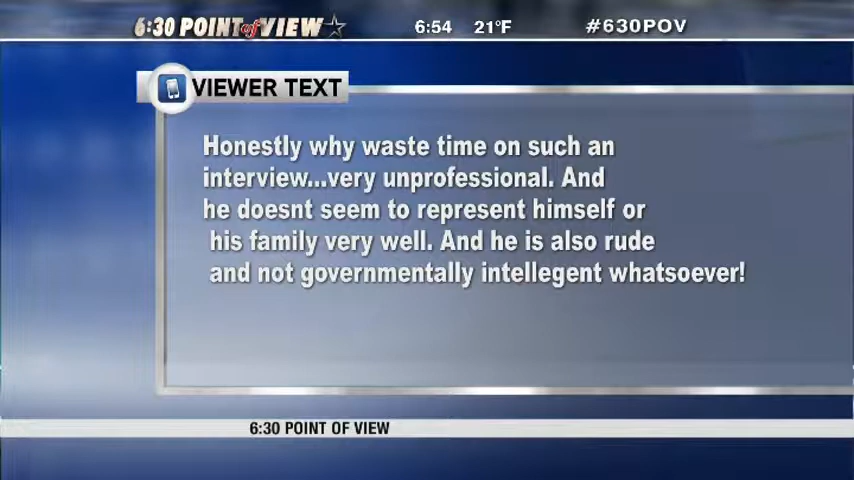 6:30 POINT of VIEW 6:54 21°F #630POV
VIEWER TEXT
Honestly why waste time on such an
interview...very unprofessional. And
he doesnt seem to represent himself or
his family very well. And he is also rude
and not governmentally intellegent whatsoever!
6:30 POINT OF VIEW